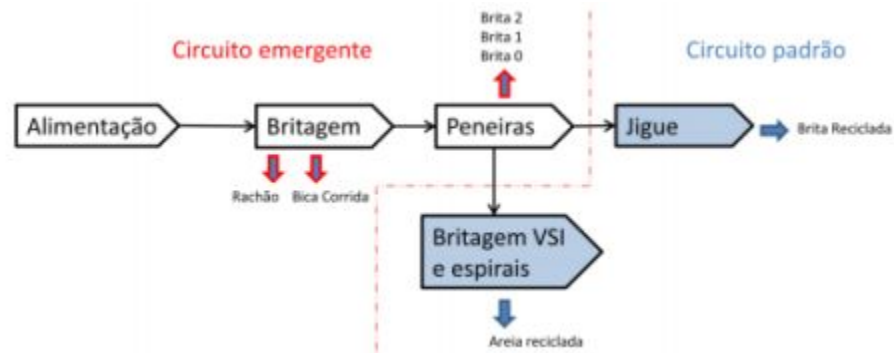 Brita 2
Brita 1
Brita 0
Circuito emergente
Circuito padrão
Alimentação
Britagem
Peneiras
Jigue
Brita Reciclada
Rachão
Bica Corrida
Britagem VSI
e espirais
Areia reciclada